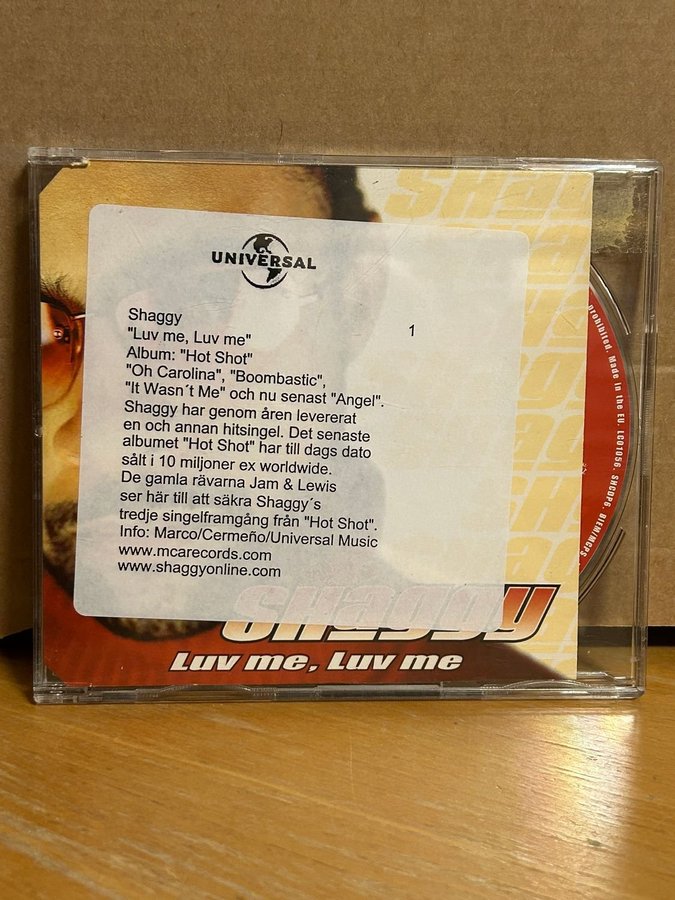 UNIVERSAL
Shaggy
"Luv me, Luv me" 1
Album: "Hot Shot"
"Oh Carolina", "Boombastic",
"It Wasn´t Me" och nu senast "Angel".
Shaggy har genom åren levererat
en och annan hitsingel. Det senaste
albumet "Hot Shot" har till dags dato
sålt i 10 miljoner ex worldwide.
De gamla rävarna Jam & Lewis
ser här till att säkra Shaggy´s
tredje singelframgång från "Hot Shot".
Info: Marco/Cermeño/Universal Music
www.mcarecords.com
www.shaggyonline.com
SHaggy
Luv me, Luv me
prohibited. Made in the EU. LC01056. SHCDP6. BIEM/MCPS.